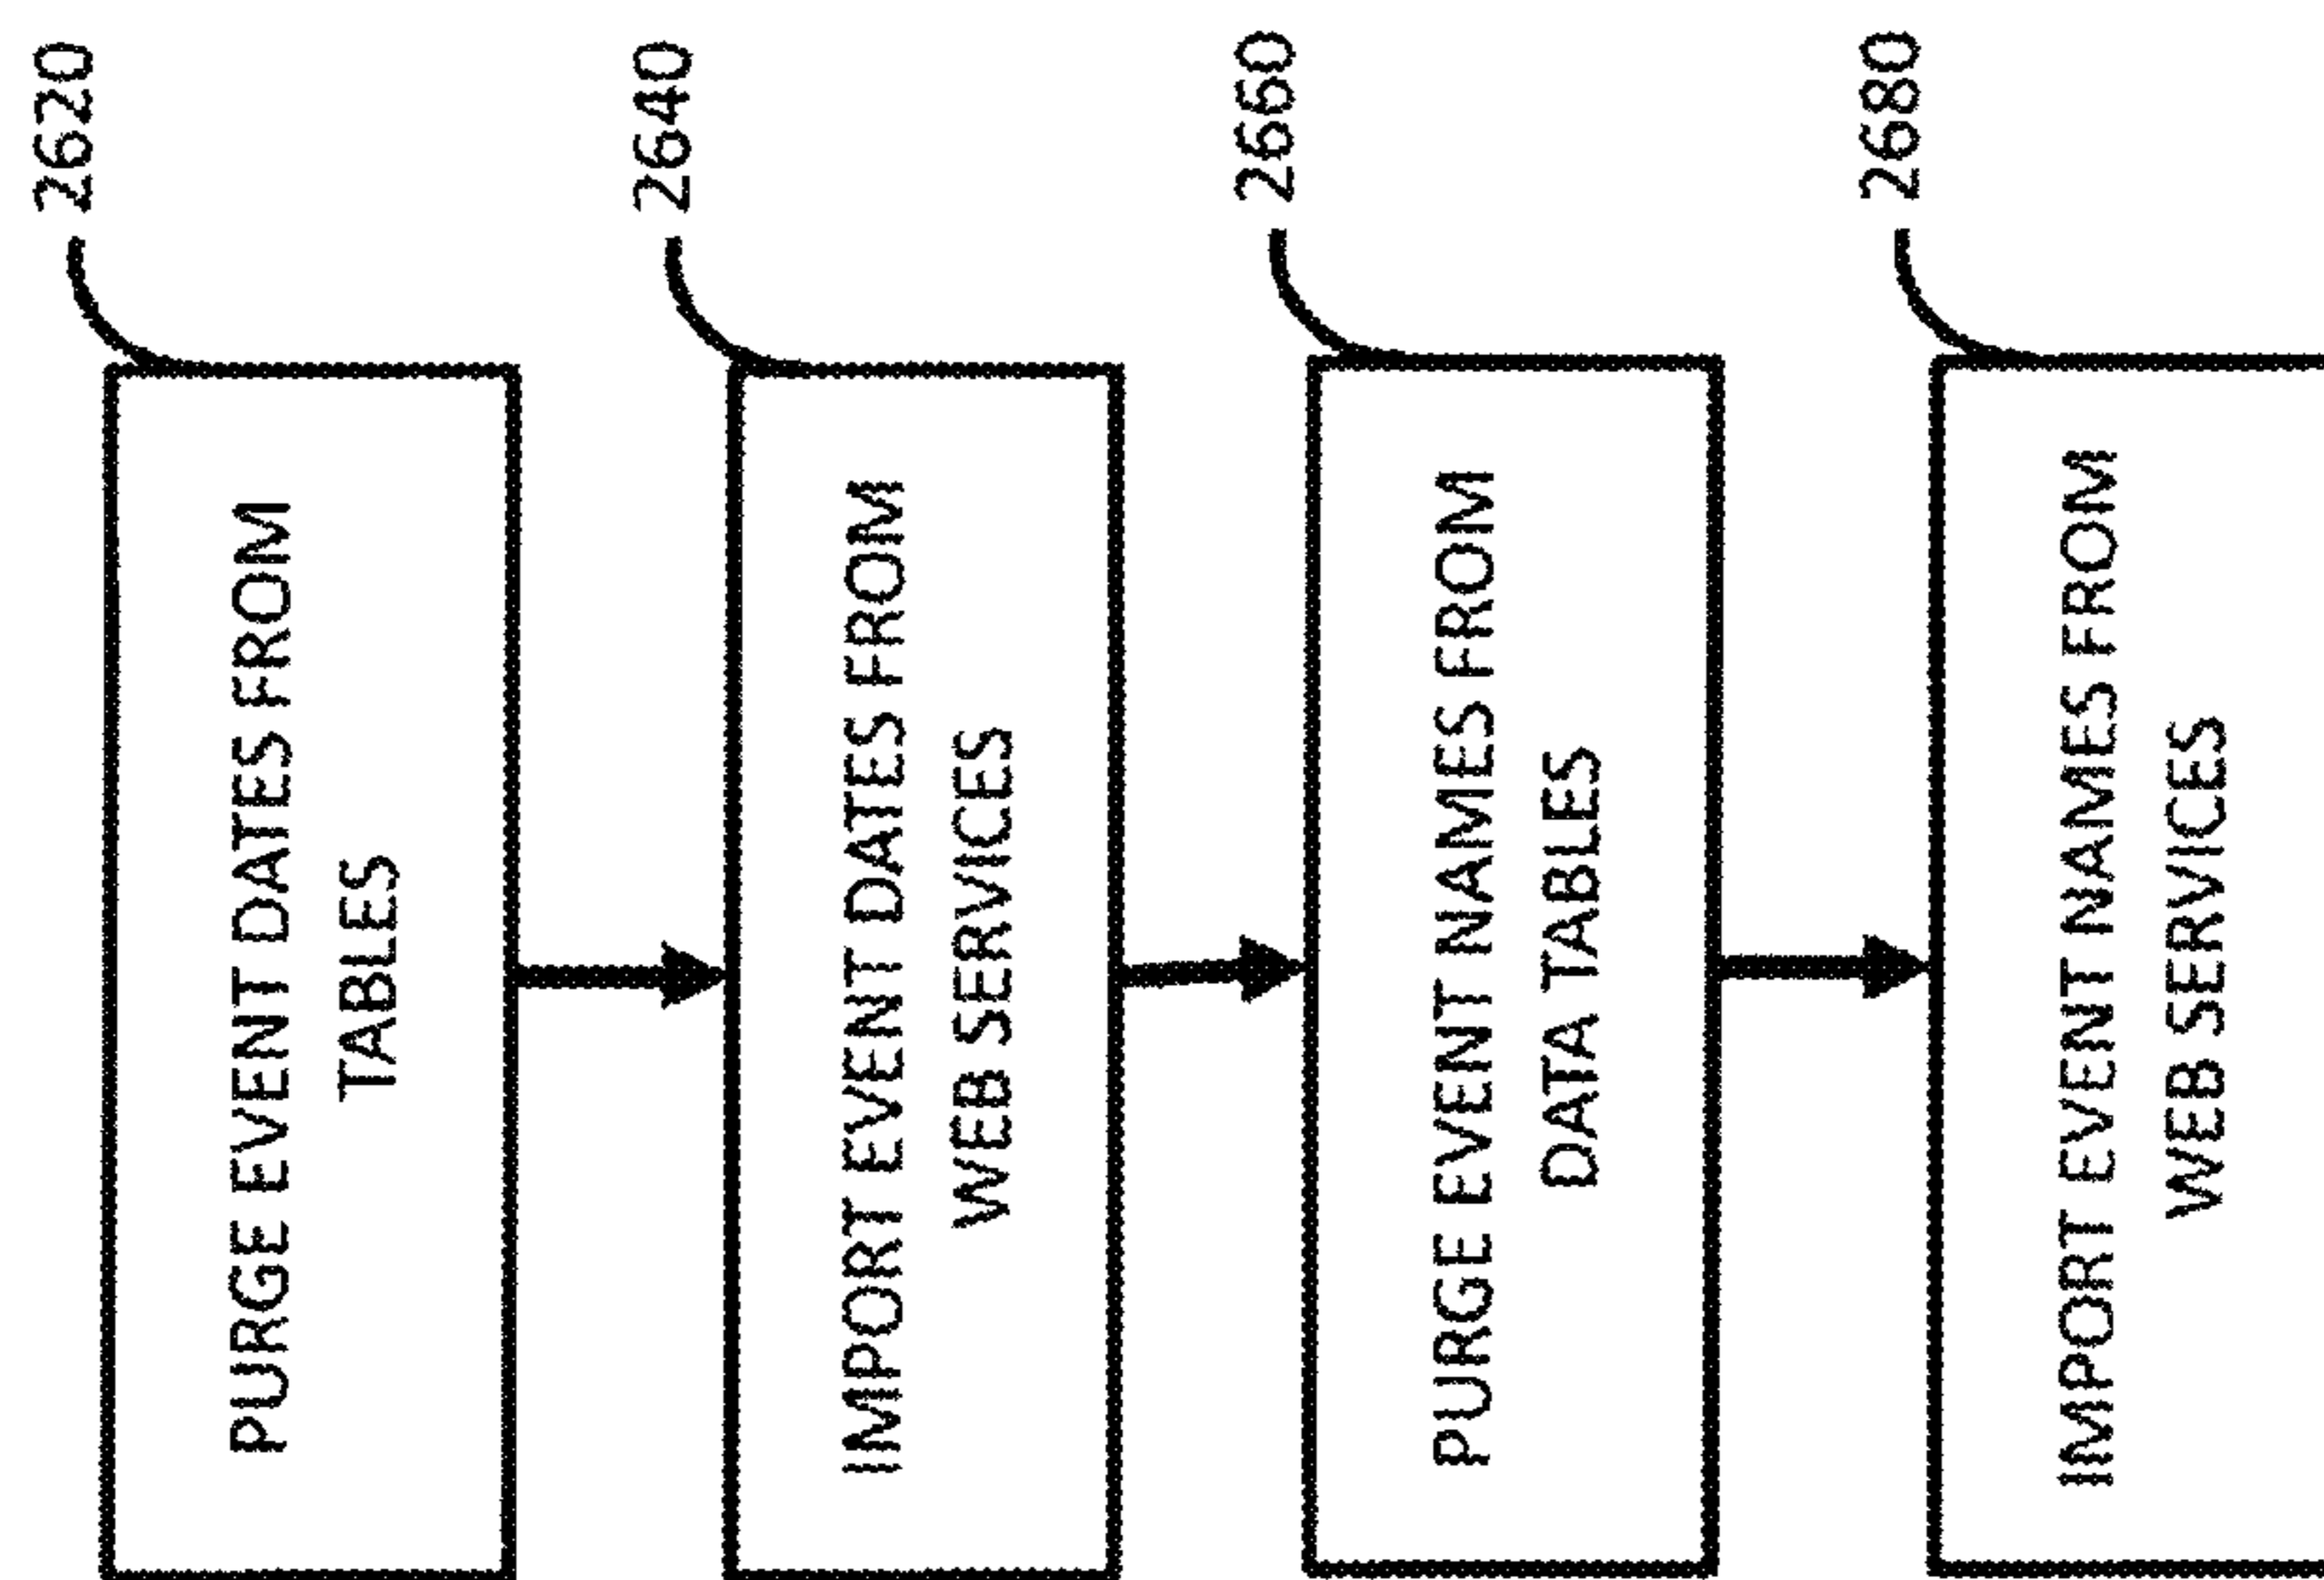 2620
PURGE EVENT DATES FROM
TABLES
2640
IMPORT EVENT DATES FROM
WEB SERVICES
2660
PURGE EVENT NAMES FROM
DATA TABLES
2680
IMPORT EVENT NAMES FROM
WEB SERVICES